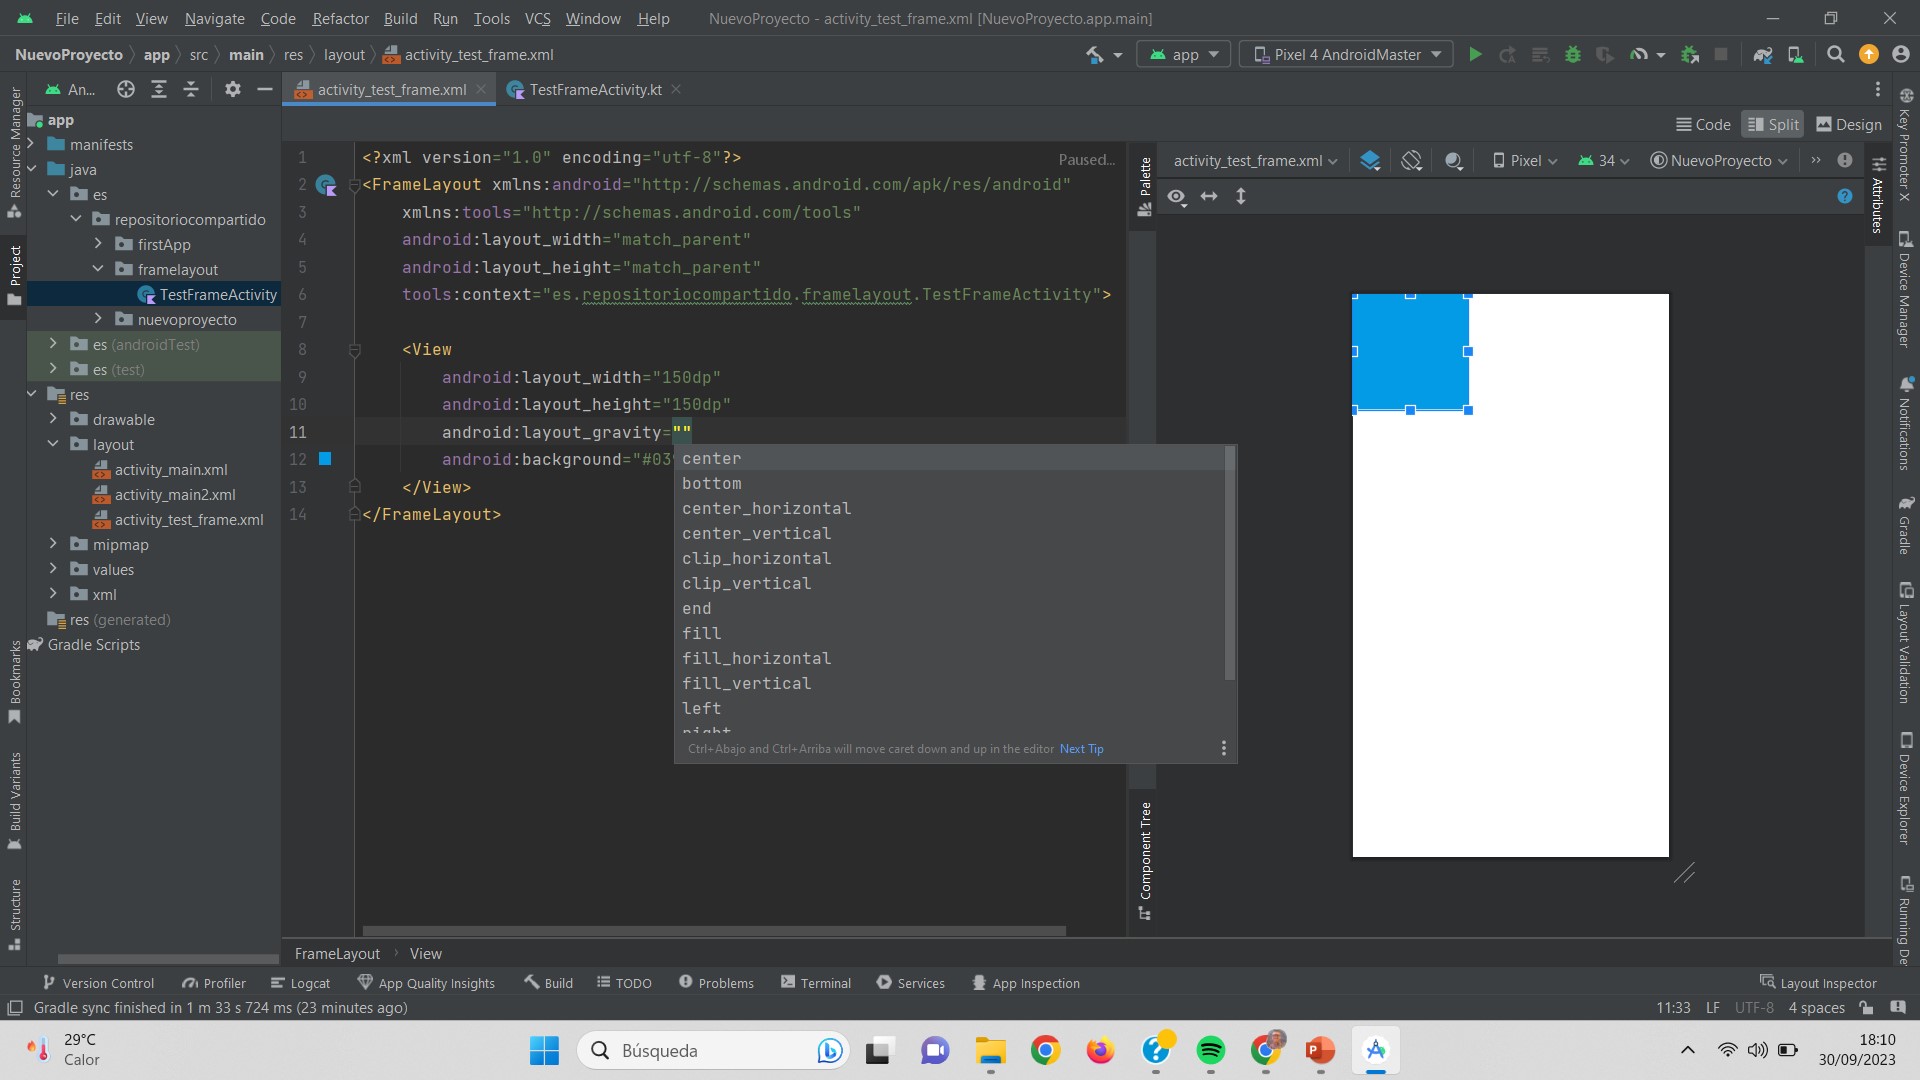 File Edit View Navigate Code Refactor Build Run Tools VCS Window Help NuevoProyecto - activity_test_frame.xml [NuevoProyecto.app.main]
NuevoProyecto app src main res layout activity_test_frame.xml app Pixel 4 AndroidMaster
An... activity_test_frame.xml TestFrameActivity.kt
Code Split Design
Resource Manager
Project
Bookmarks
Build Variants
Structure
app
manifests
java
es
repositoriocompartido
firstApp
framelayout
TestFrameActivity
nuevoproyecto
es (androidTest)
es (test)
res
drawable
layout
activity_main.xml
activity_main2.xml
activity_test_frame.xml
mipmap
values
xml
res (generated)
Gradle Scripts
1 <?xml version="1.0" encoding="utf-8"?> Paused...
2 <FrameLayout xmlns:android="http://schemas.android.com/apk/res/android"
3 xmlns:tools="http://schemas.android.com/tools"
4 android:layout_width="match_parent"
5 android:layout_height="match_parent"
6 tools:context="es.repositoriocompartido.framelayout.TestFrameActivity">
7
8 <View
9 android:layout_width="150dp"
10 android:layout_height="150dp"
11 android:layout_gravity=""
12 android:background="#03
13 </View>
14 </FrameLayout>
center
bottom
center_horizontal
center_vertical
clip_horizontal
clip_vertical
end
fill
fill_horizontal
fill_vertical
left
right
Ctrl+Abajo and Ctrl+Arriba will move caret down and up in the editor Next Tip
Palette
Component Tree
activity_test_frame.xml Pixel 34 NuevoProyecto
Attributes
Key Promoter X
Device Manager
Notifications
Gradle
Layout Validation
Device Explorer
Running De
FrameLayout View
Version Control Profiler Logcat App Quality Insights Build TODO Problems Terminal Services App Inspection Layout Inspector
Gradle sync finished in 1 m 33 s 724 ms (23 minutes ago) 11:33 LF UTF-8 4 spaces
29°C
Calor
Búsqueda
18:10
30/09/2023